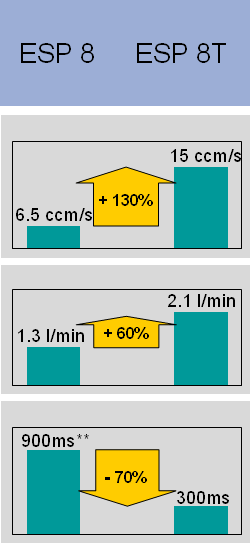 ESP 8 ESP 8T
15 ccm/s
+ 130%
6.5 ccm/s
2.1 l/min
+ 60%
1.3 l/min
900ms**
- 70%
300ms